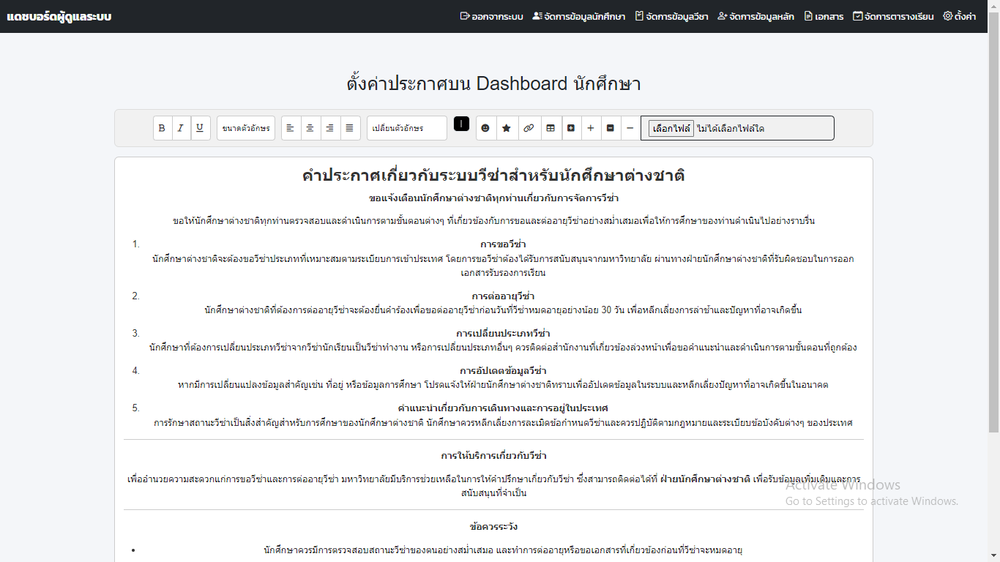 แดชบอร์ดผู้ดูแลระบบ
ออกจากระบบ จัดการข้อมูลนักศึกษา จัดการข้อมูลวีซา จัดการข้อมูลหลัก เอกสาร จัดการตารางเรียน ตั้งค่า
ตั้งค่าประกาศบน Dashboard นักศึกษา
B I U ขนาดตัวอักษร เปลี่ยนตัวอักษร เลือกไฟล์ ไม่ได้เลือกไฟล์ใด
คำประกาศเกี่ยวกับระบบวีซ่าสำหรับนักศึกษาต่างชาติ
ขอแจ้งเตือนนักศึกษาต่างชาติทุกท่านเกี่ยวกับการจัดการวีซ่า
ขอให้นักศึกษาต่างชาติทุกท่านตรวจสอบและดำเนินการตามขั้นตอนต่างๆ ที่เกี่ยวข้องกับการขอและต่ออายุวีซ่าอย่างสม่ำเสมอเพื่อให้การศึกษาของท่านดำเนินไปอย่างราบรื่น
1. การขอวีซ่า
นักศึกษาต่างชาติจะต้องขอวีซ่าประเภทที่เหมาะสมตามระเบียบการเข้าประเทศ โดยการขอวีซ่าต้องได้รับการสนับสนุนจากมหาวิทยาลัย ผ่านทางฝ่ายนักศึกษาต่างชาติที่รับผิดชอบในการออก
เอกสารรับรองการเรียน
2. การต่ออายุวีซ่า
นักศึกษาต่างชาติที่ต้องการต่ออายุวีซ่าจะต้องยื่นคำร้องเพื่อขอต่ออายุวีซ่าก่อนวันที่วีซ่าหมดอายุอย่างน้อย 30 วัน เพื่อหลีกเลี่ยงการล่าช้าและปัญหาที่อาจเกิดขึ้น
3. การเปลี่ยนประเภทวีซ่า
นักศึกษาที่ต้องการเปลี่ยนประเภทวีซ่าจากวีซ่านักเรียนเป็นวีซ่าทำงาน หรือการเปลี่ยนประเภทอื่นๆ ควรติดต่อสำนักงานที่เกี่ยวข้องล่วงหน้าเพื่อขอคำแนะนำและดำเนินการตามขั้นตอนที่ถูกต้อง
4. การอัปเดตข้อมูลวีซ่า
หากมีการเปลี่ยนแปลงข้อมูลสำคัญเช่น ที่อยู่ หรือข้อมูลการศึกษา โปรดแจ้งให้ฝ่ายนักศึกษาต่างชาติทราบเพื่ออัปเดตข้อมูลในระบบและหลีกเลี่ยงปัญหาที่อาจเกิดขึ้นในอนาคต
5. คำแนะนำเกี่ยวกับการเดินทางและการอยู่ในประเทศ
การรักษาสถานะวีซ่าเป็นสิ่งสำคัญสำหรับการศึกษาของนักศึกษาต่างชาติ นักศึกษาควรหลีกเลี่ยงการละเมิดข้อกำหนดวีซ่าและควรปฏิบัติตามกฎหมายและระเบียบข้อบังคับต่างๆ ของประเทศ
การให้บริการเกี่ยวกับวีซ่า
เพื่ออำนวยความสะดวกแก่การขอวีซ่าและการต่ออายุวีซ่า มหาวิทยาลัยมีบริการช่วยเหลือในการให้คำปรึกษาเกี่ยวกับวีซ่า ซึ่งสามารถติดต่อได้ที่ ฝ่ายนักศึกษาต่างชาติ เพื่อรับข้อมูลเพิ่มเติมและการ
สนับสนุนที่จำเป็น
Activate Windows
Go to Settings to activate Windows.
ข้อควรระวัง
• นักศึกษาควรมีการตรวจสอบสถานะวีซ่าของตนอย่างสม่ำเสมอ และทำการต่ออายุหรือขอเอกสารที่เกี่ยวข้องก่อนที่วีซ่าจะหมดอายุ